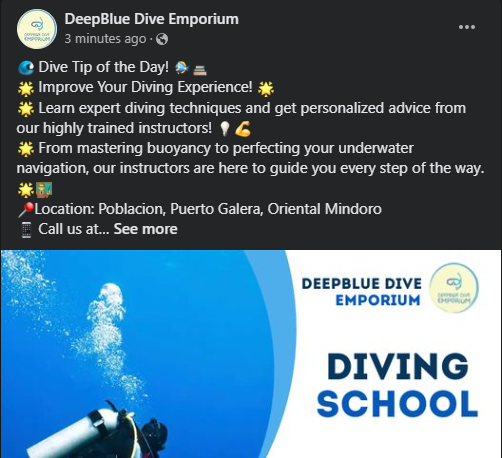 DeepBlue Dive Emporium
3 minutes ago ·
🌊 Dive Tip of the Day! 🤿📚
🌟 Improve Your Diving Experience! 🌟
🌟 Learn expert diving techniques and get personalized advice from
our highly trained instructors! 💡💪
🌟 From mastering buoyancy to perfecting your underwater
navigation, our instructors are here to guide you every step of the way.
🌟🧑‍🏫
📍Location: Poblacion, Puerto Galera, Oriental Mindoro
📱 Call us at... See more
DEEPBLUE DIVE
EMPORIUM
DEEPBLUE DIVE
EMPORIUM
DIVING
SCHOOL